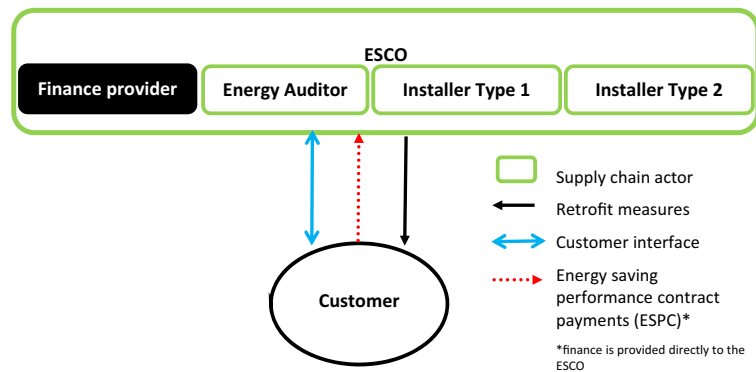 ESCO
Finance provider
Energy Auditor
Installer Type 1
Installer Type 2
Supply chain actor
Retrofit measures
Customer interface
Energy saving
performance contract
payments (ESPC)*
*finance is provided directly to the
ESCO
Customer